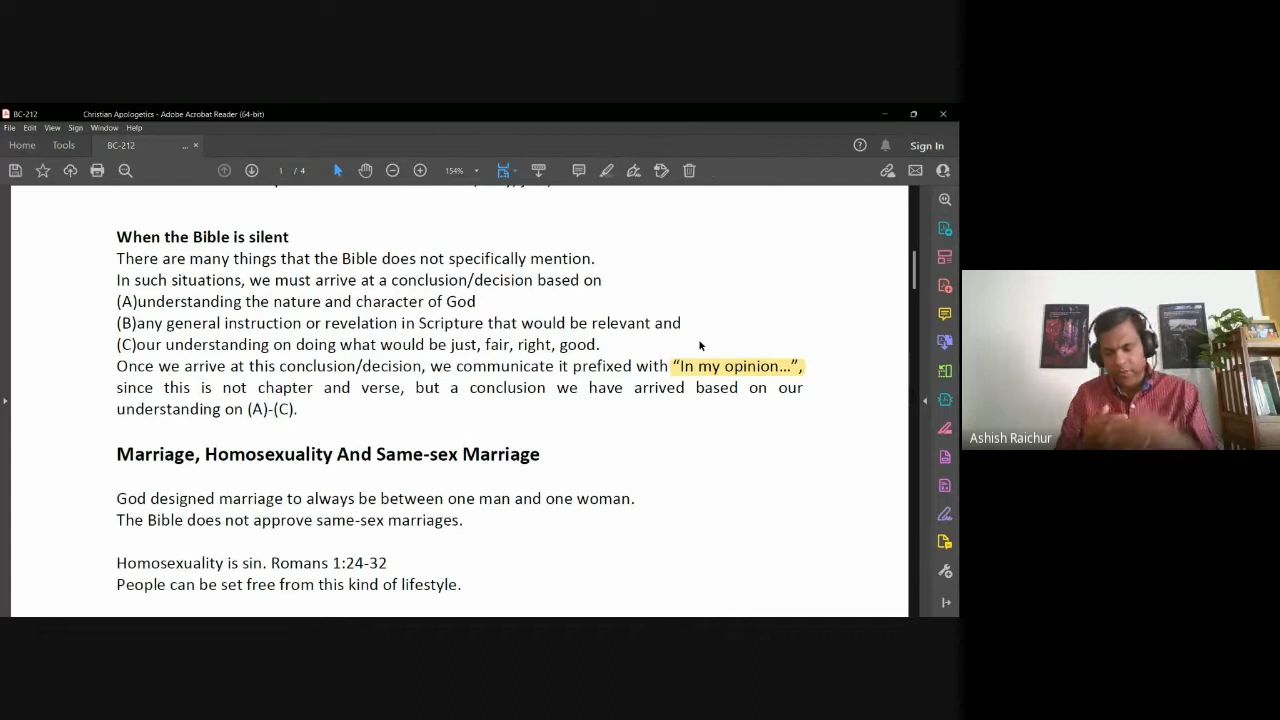 BC-212 Christian Apologetics - Adobe Acrobat Reader (64-bit)
File Edit View Sign Window Help
Home Tools BC-212 ... × Sign In
1 / 4 154%
When the Bible is silent
There are many things that the Bible does not specifically mention.
In such situations, we must arrive at a conclusion/decision based on
(A)understanding the nature and character of God
(B)any general instruction or revelation in Scripture that would be relevant and
(C)our understanding on doing what would be just, fair, right, good.
Once we arrive at this conclusion/decision, we communicate it prefixed with “In my opinion…”,
since this is not chapter and verse, but a conclusion we have arrived based on our
understanding on (A)-(C).
Marriage, Homosexuality And Same-sex Marriage
God designed marriage to always be between one man and one woman.
The Bible does not approve same-sex marriages.
Homosexuality is sin. Romans 1:24-32
People can be set free from this kind of lifestyle.
Ashish Raichur